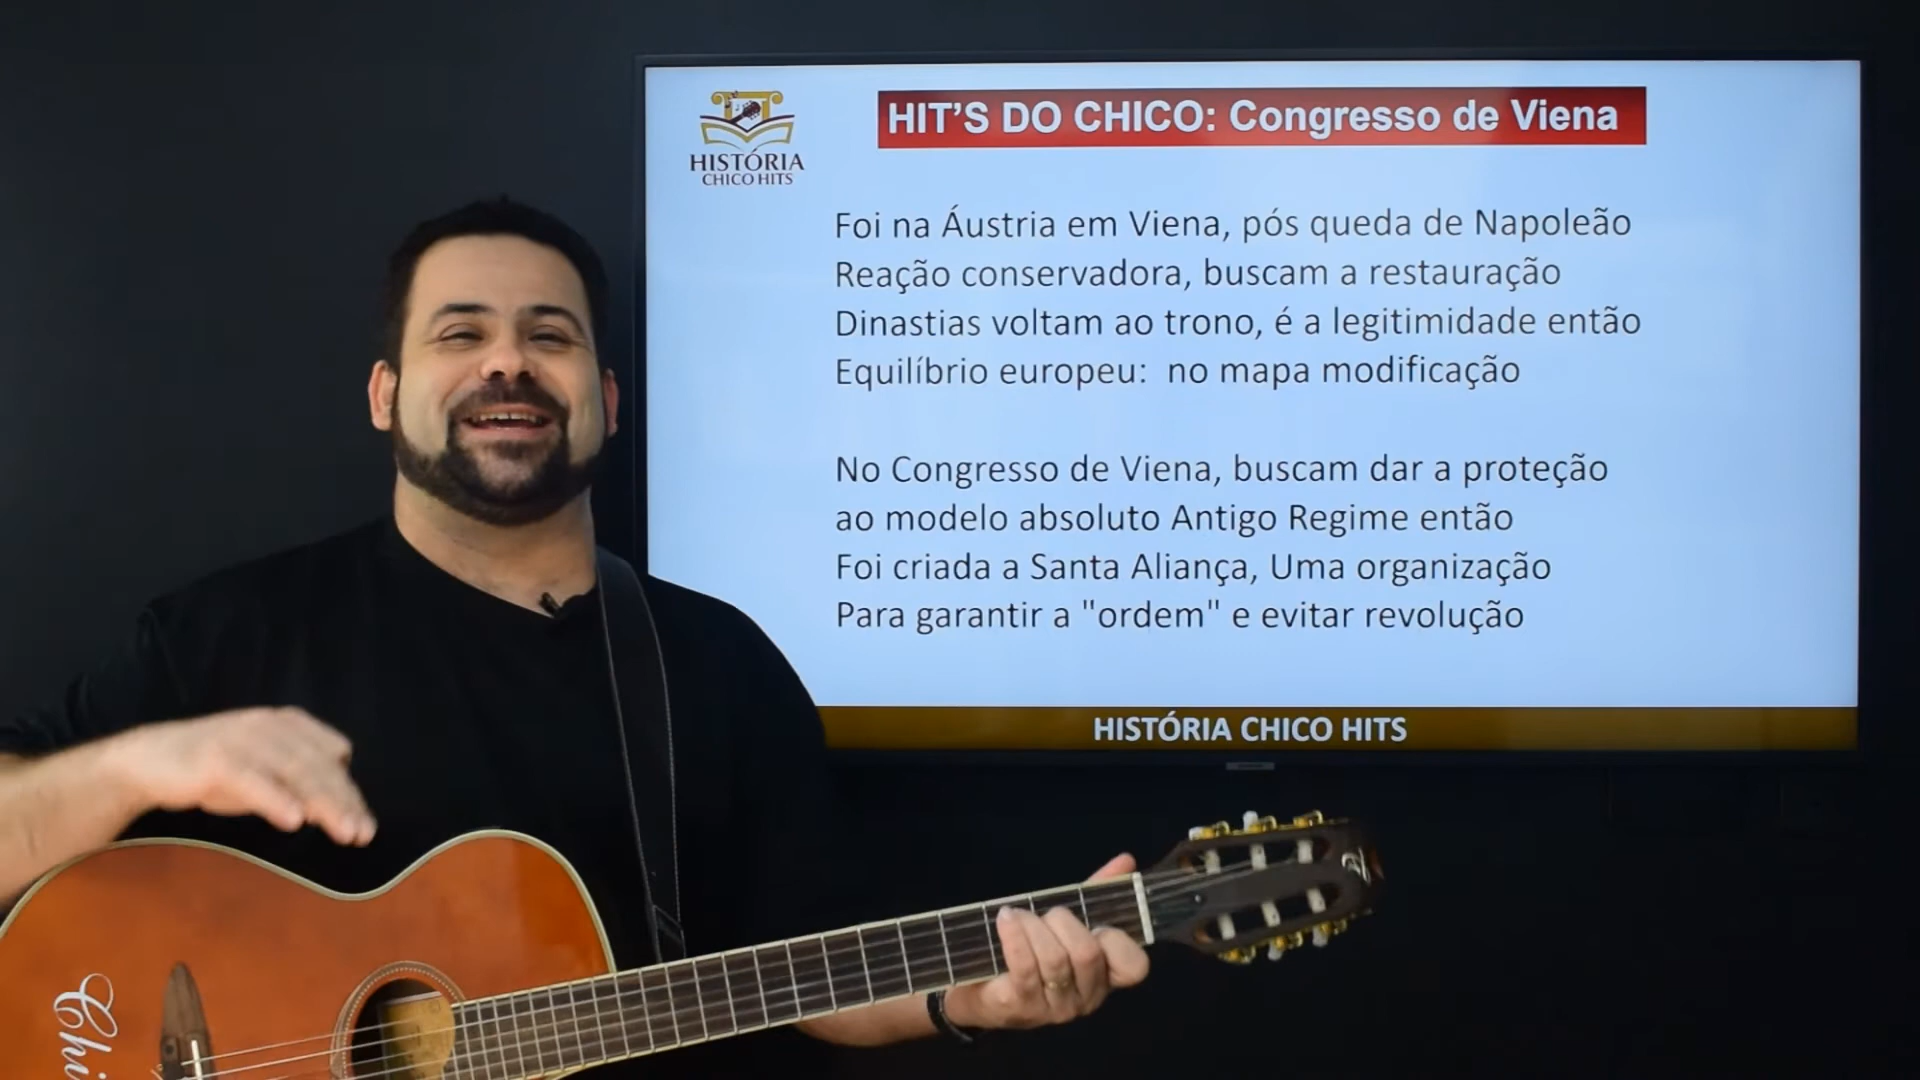 HISTÓRIA
CHICO HITS
HIT'S DO CHICO: Congresso de Viena
Foi na Áustria em Viena, pós queda de Napoleão
Reação conservadora, buscam a restauração
Dinastias voltam ao trono, é a legitimidade então
Equilíbrio europeu: no mapa modificação
No Congresso de Viena, buscam dar a proteção
ao modelo absoluto Antigo Regime então
Foi criada a Santa Aliança, Uma organização
Para garantir a "ordem" e evitar revolução
HISTÓRIA CHICO HITS
Chi